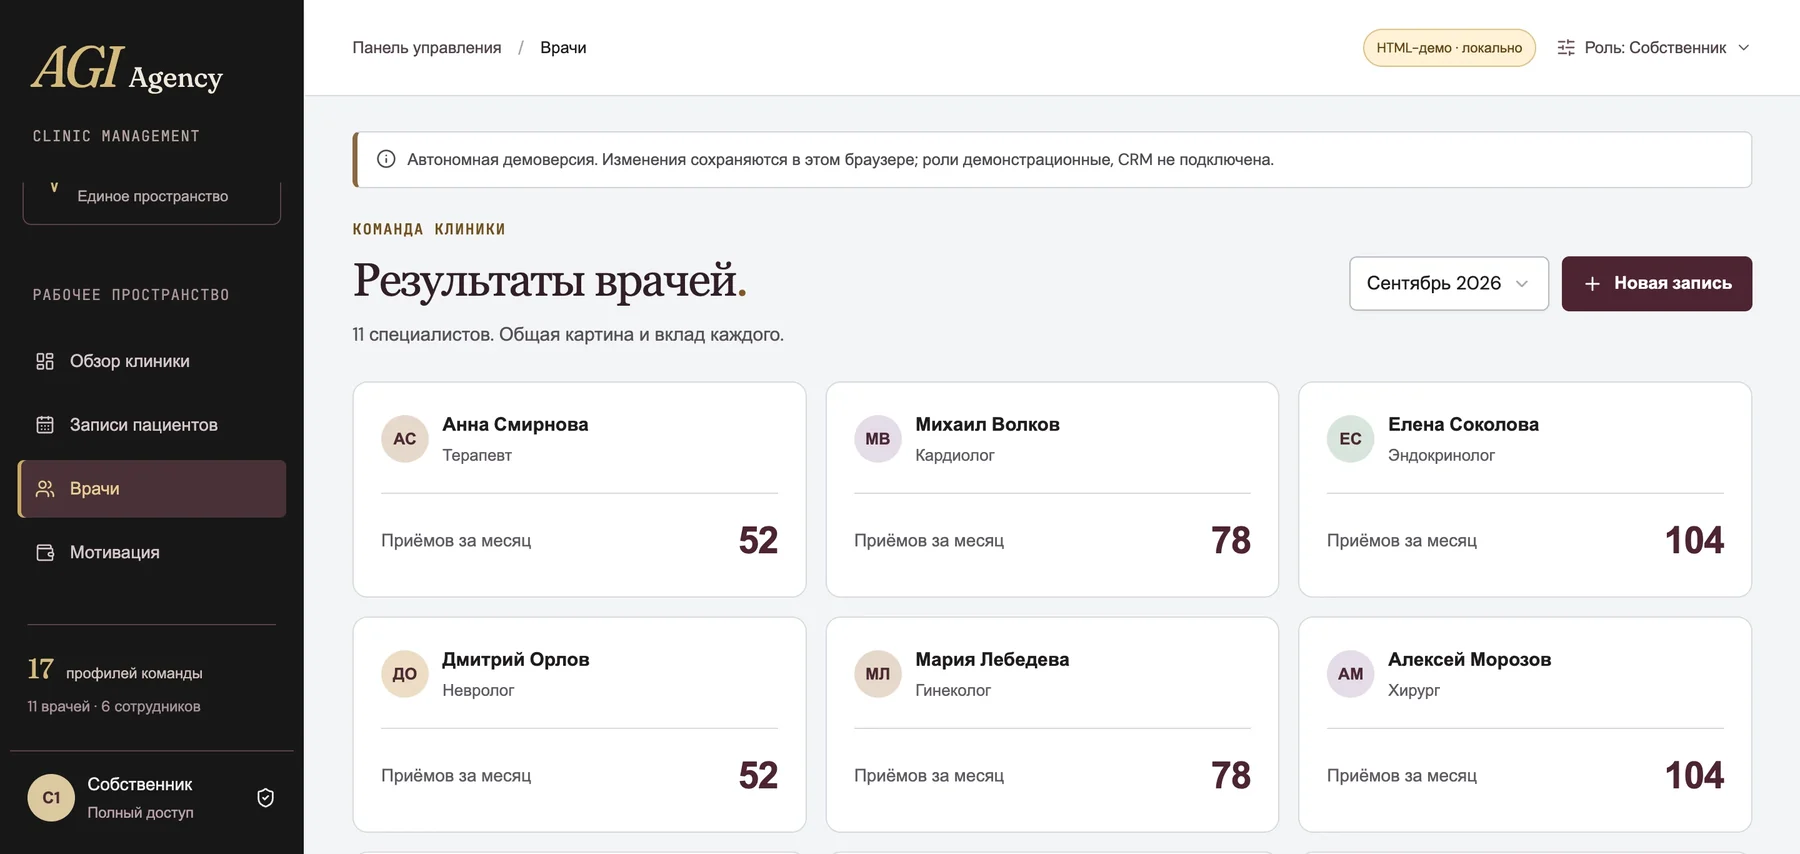 AGI Agency
CLINIC MANAGEMENT
Единое пространство
РАБОЧЕЕ ПРОСТРАНСТВО
Обзор клиники
Записи пациентов
Врачи
Мотивация
17 профилей команды
11 врачей · 6 сотрудников
С1
Собственник
Полный доступ
Панель управления / Врачи
HTML-демо · локально
Роль: Собственник
Автономная демоверсия. Изменения сохраняются в этом браузере; роли демонстрационные, CRM не подключена.
КОМАНДА КЛИНИКИ
Результаты врачей.
11 специалистов. Общая картина и вклад каждого.
Сентябрь 2026
+ Новая запись
АС
Анна Смирнова
Терапевт
Приёмов за месяц 52
МВ
Михаил Волков
Кардиолог
Приёмов за месяц 78
ЕС
Елена Соколова
Эндокринолог
Приёмов за месяц 104
ДО
Дмитрий Орлов
Невролог
Приёмов за месяц 52
МЛ
Мария Лебедева
Гинеколог
Приёмов за месяц 78
АМ
Алексей Морозов
Хирург
Приёмов за месяц 104